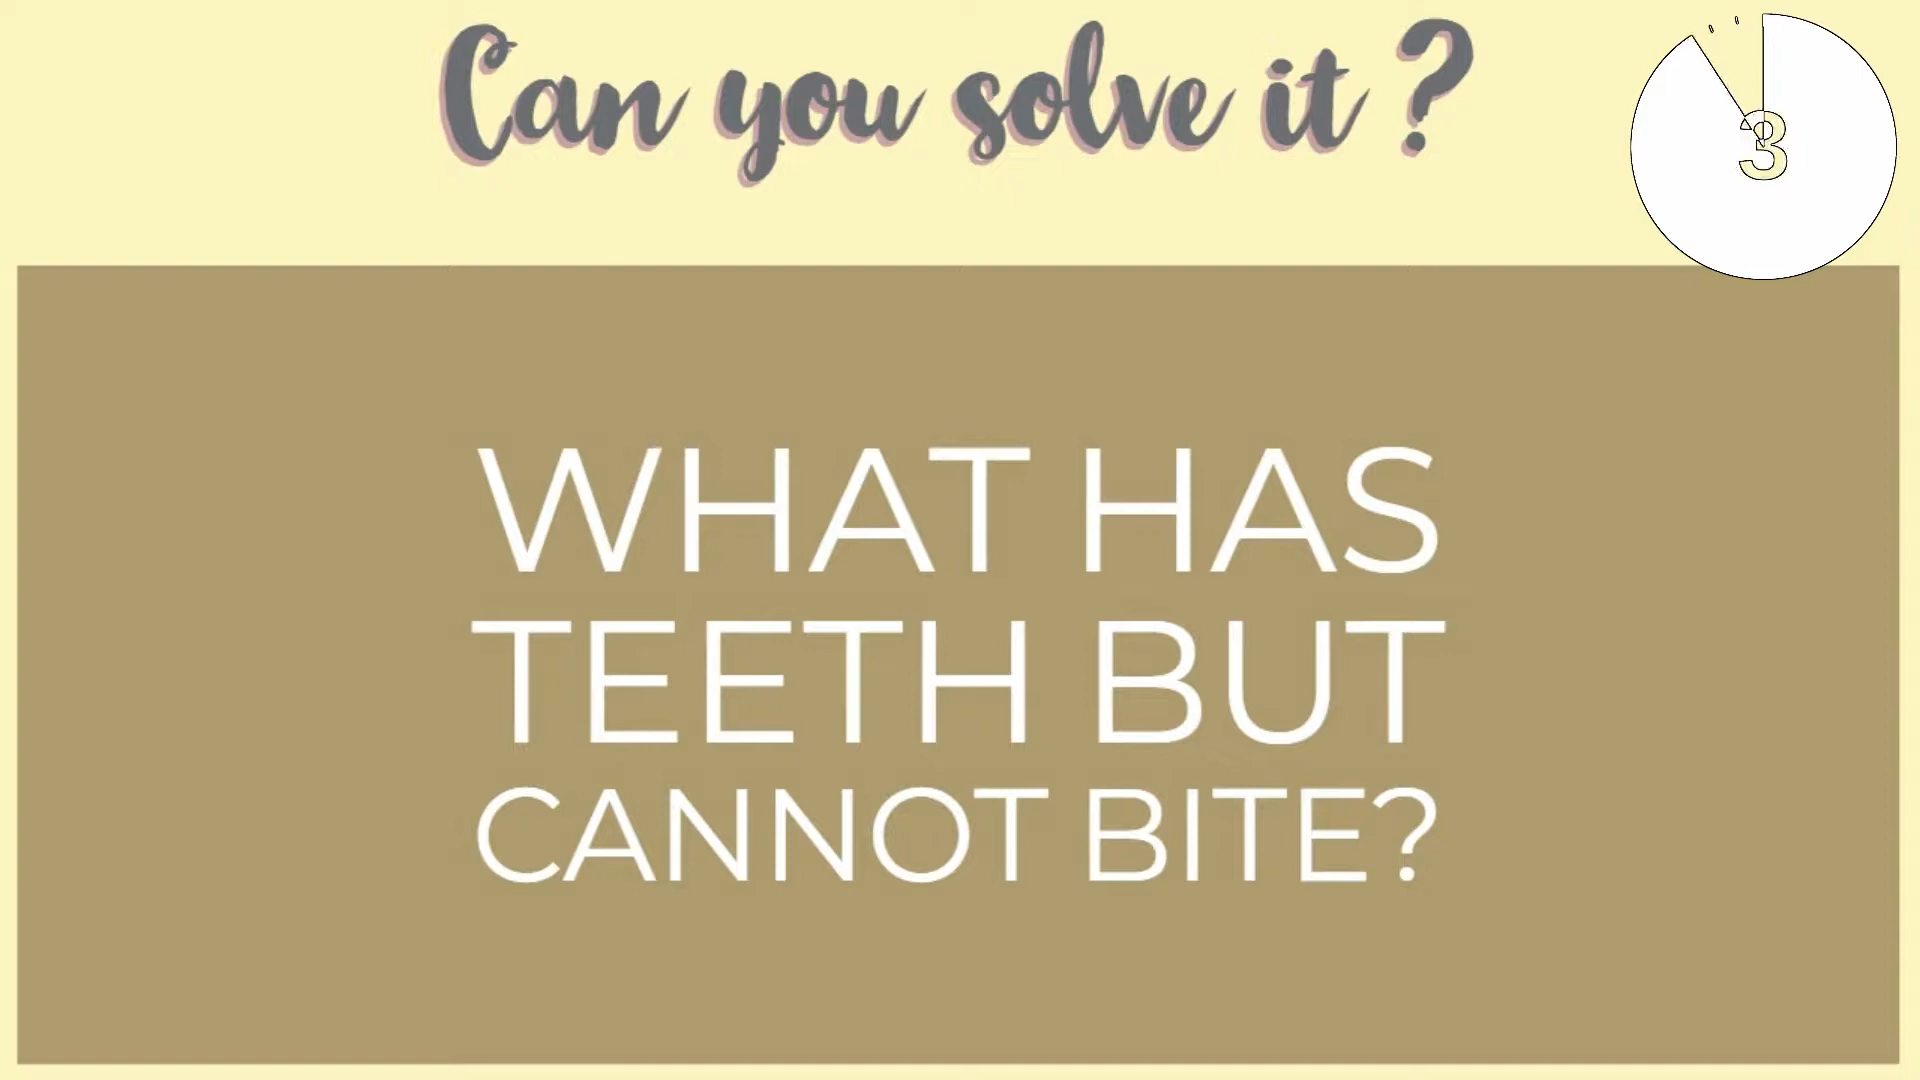 Can you solve it ?
3
WHAT HAS
TEETH BUT
CANNOT BITE?